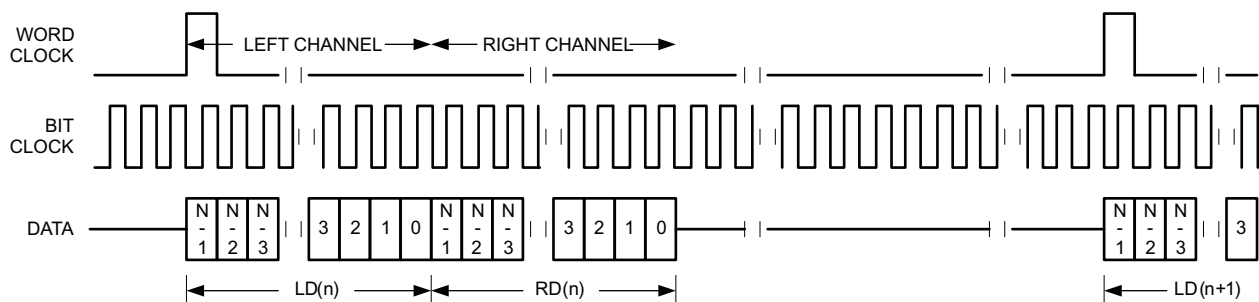 WORD
CLOCK
LEFT CHANNEL
RIGHT CHANNEL
BIT
CLOCK
DATA
N-1 N-2 N-3 3 2 1 0 N-1 N-2 N-3 3 2 1 0 N-1 N-2 N-3 3
LD(n) RD(n) LD(n+1)